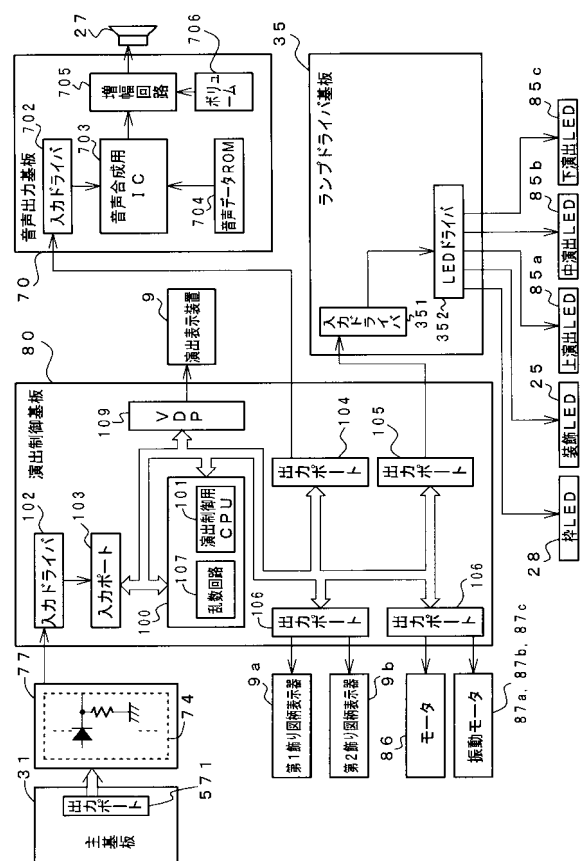 主基板
31
出力ポート
571
77
74
演出制御基板
80
入力ドライバ
102
入力ポート
103
乱数回路
107
演出制御用
CPU
101
100
VDP
109
演出表示装置
9
出力ポート
104
出力ポート
105
出力ポート
106
出力ポート
106
第1飾り図柄表示器
9a
第2飾り図柄表示器
9b
モータ
86
振動モータ
87a、87b、87c
音声出力基板
70
入力ドライバ
702
音声合成用
IC
703
音声データROM
704
増幅回路
705
ボリューム
706
27
ランプドライバ基板
35
入力ドライバ
351
LEDドライバ
352
枠LED
28
装飾LED
25
上演出LED
85a
中演出LED
85b
下演出LED
85c